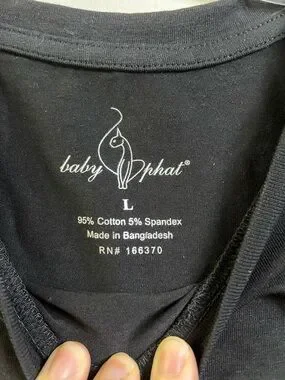 baby phat®
L
95% Cotton 5% Spandex
Made in Bangladesh
RN# 166370